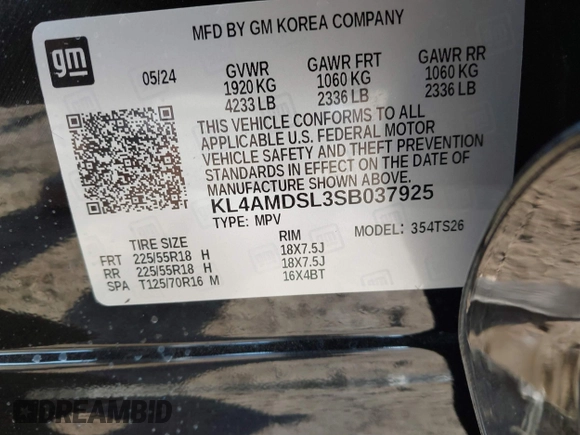 MFD BY GM KOREA COMPANY
gm
05/24 GVWR GAWR FRT GAWR RR
1920 KG 1060 KG 1060 KG
4233 LB 2336 LB 2336 LB
THIS VEHICLE CONFORMS TO ALL
APPLICABLE U.S. FEDERAL MOTOR
VEHICLE SAFETY AND THEFT PREVENTION
STANDARDS IN EFFECT ON THE DATE OF
MANUFACTURE SHOWN ABOVE.
KL4AMDSL3SB037925
TYPE: MPV MODEL: 354TS26
TIRE SIZE RIM
FRT 225/55R18 H 18X7.5J
RR 225/55R18 H 18X7.5J
SPA T125/70R16 M 16X4BT
DREAMBID